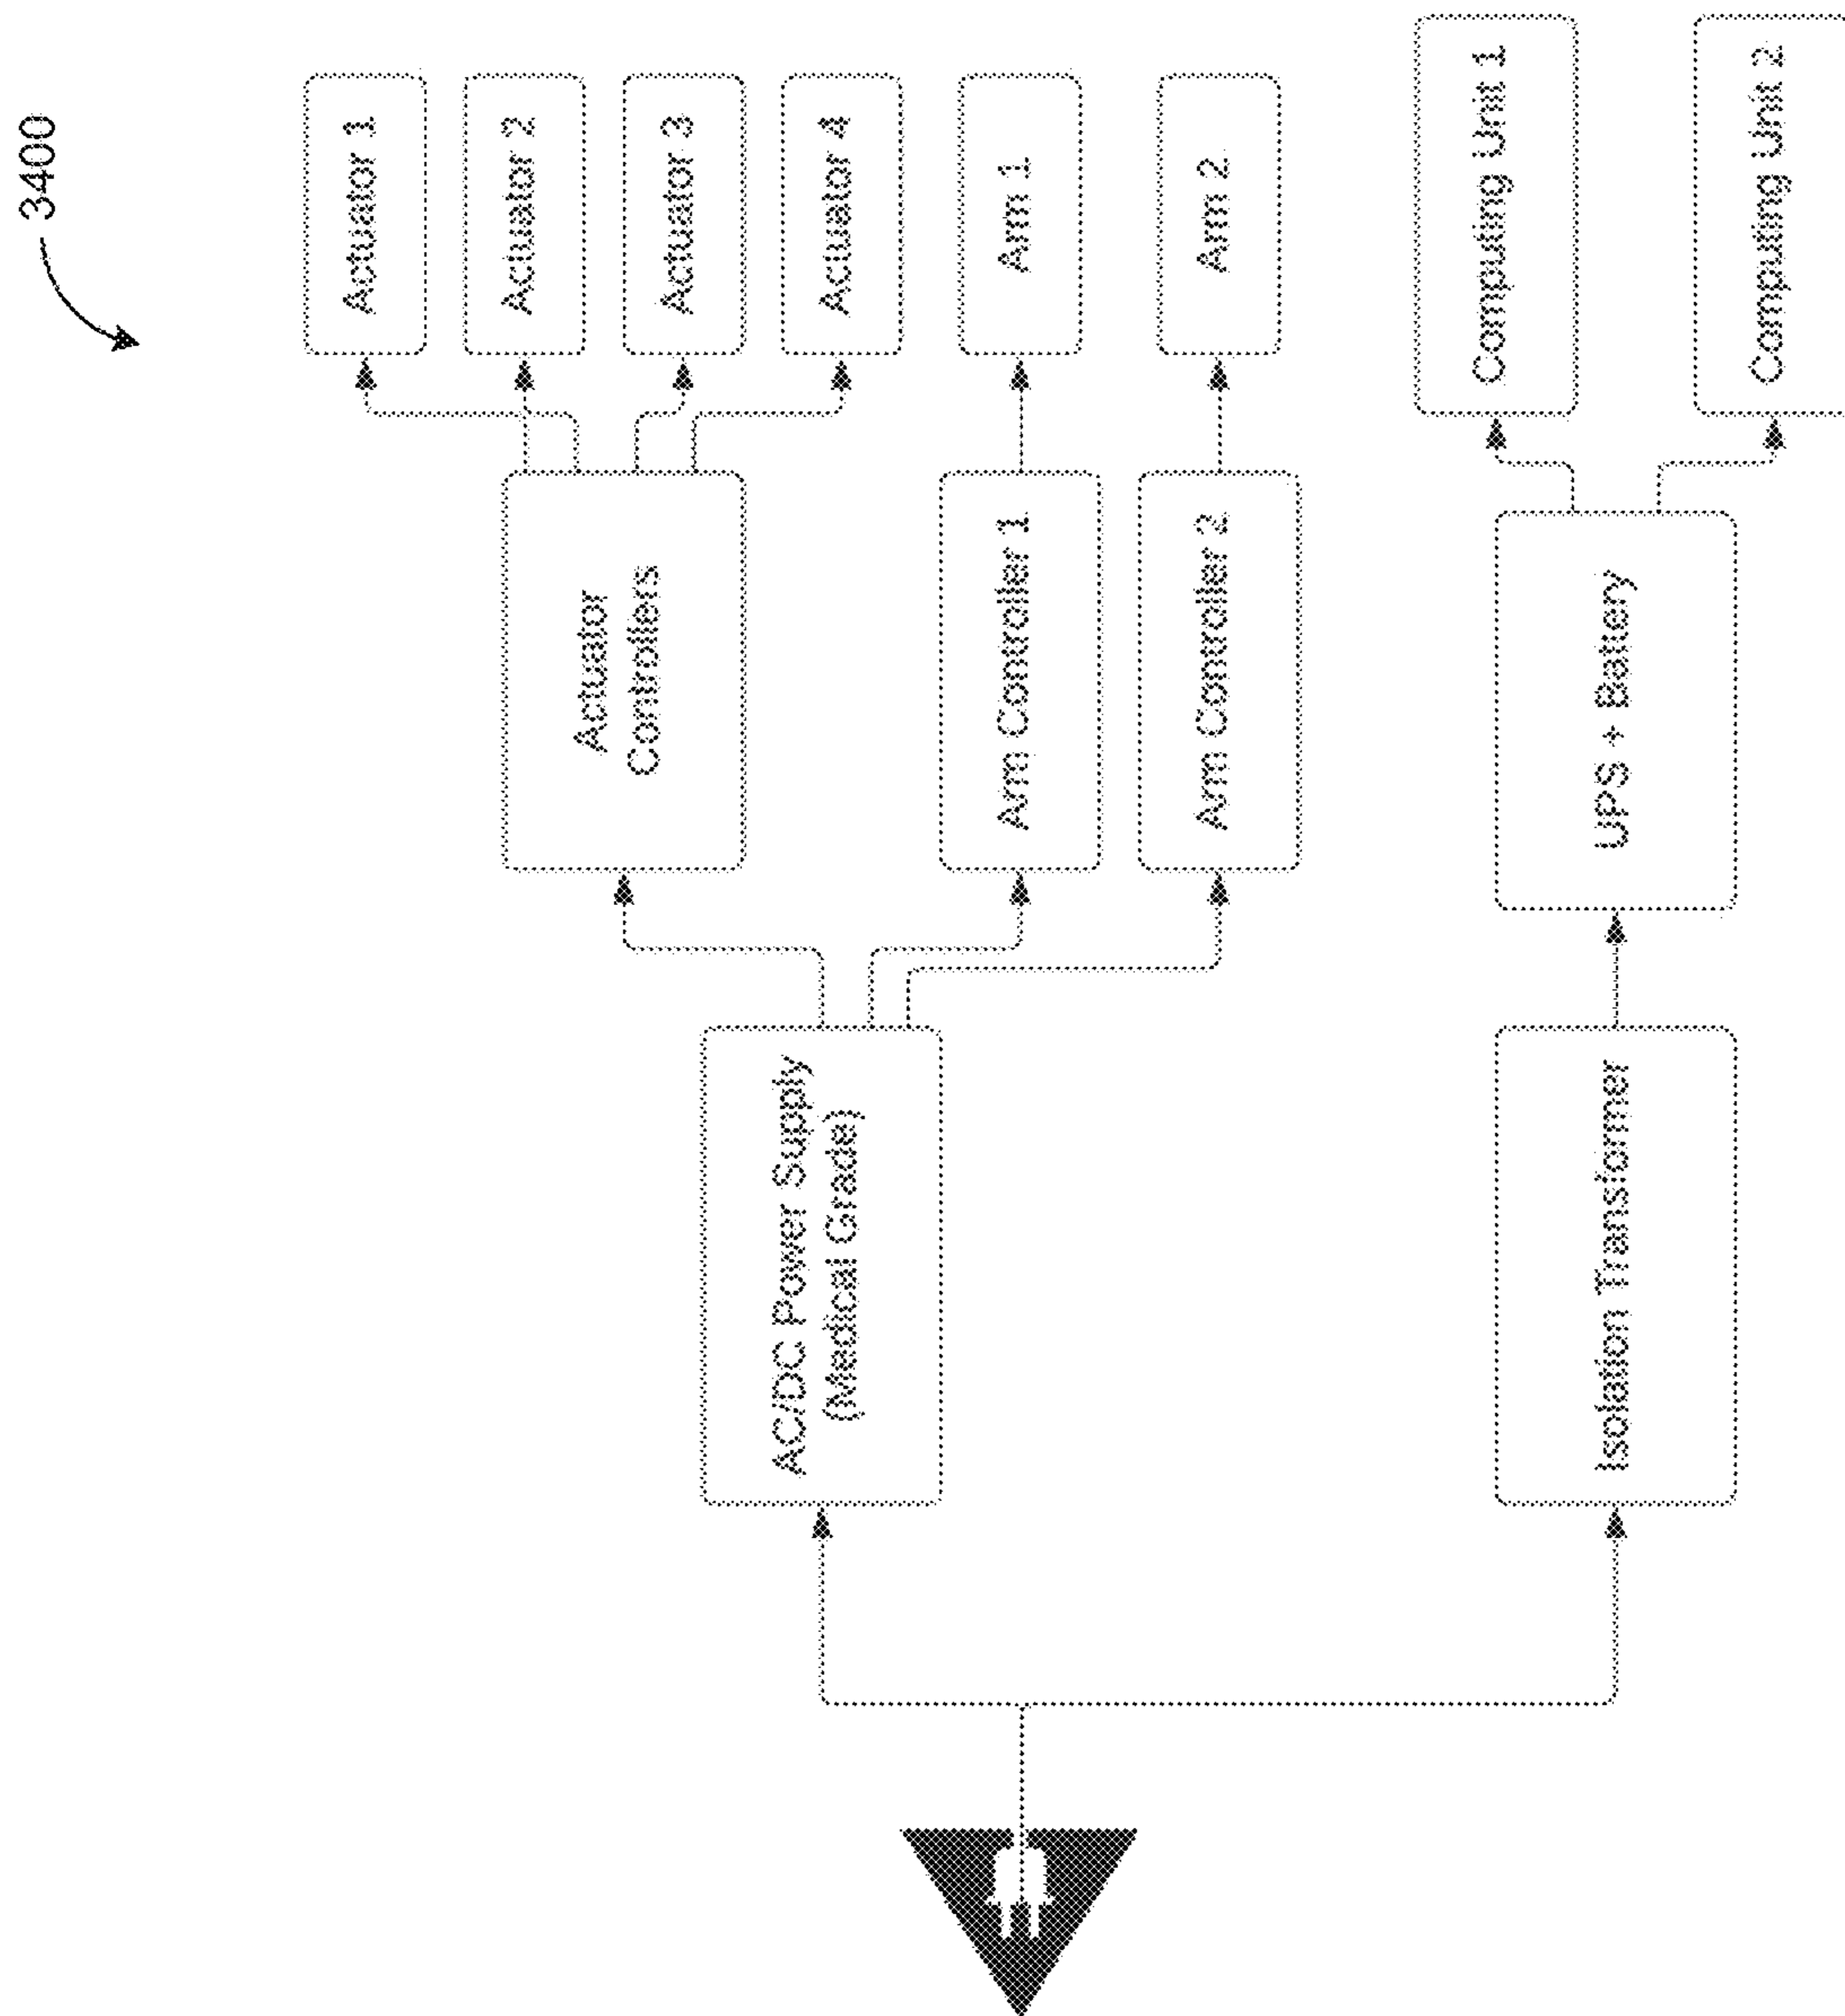 3400
Actuator 1
Actuator 2
Actuator 3
Actuator 4
Arm 1
Arm 2
Computing Unit 1
Computing Unit 2
Actuator
Controllers
Arm Controller 1
Arm Controller 2
UPS + Battery
AC/DC Power Supply
(Medical Grade)
Isolation Transformer